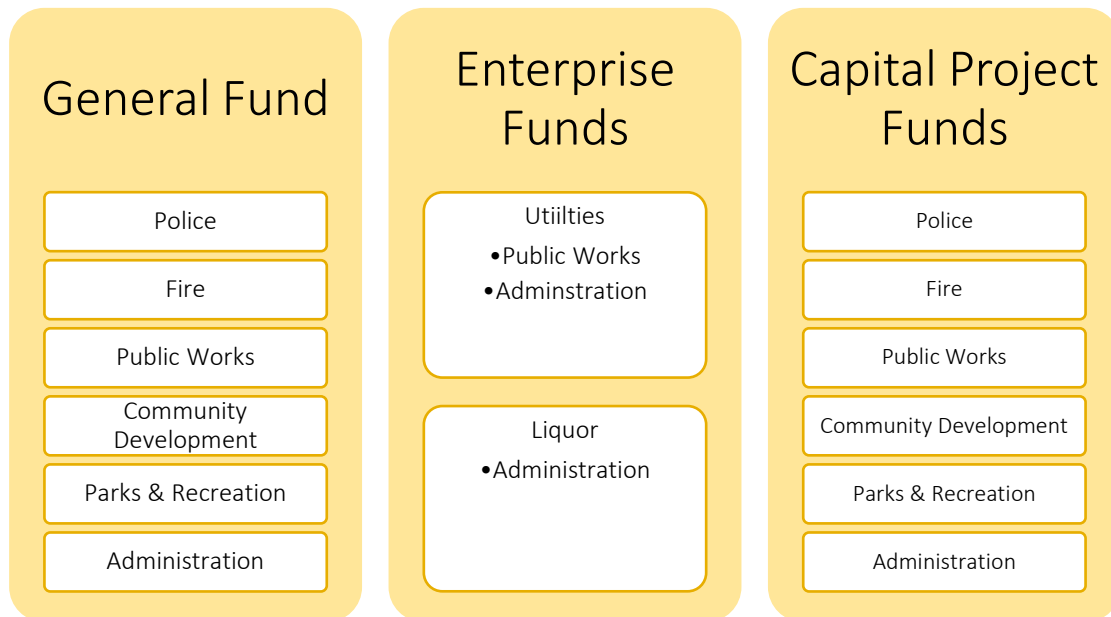 General Fund
Police
Fire
Public Works
Community
Development
Parks & Recreation
Administration
Enterprise
Funds
Utiilties
•Public Works
•Adminstration
Liquor
•Administration
Capital Project
Funds
Police
Fire
Public Works
Community Development
Parks & Recreation
Administration